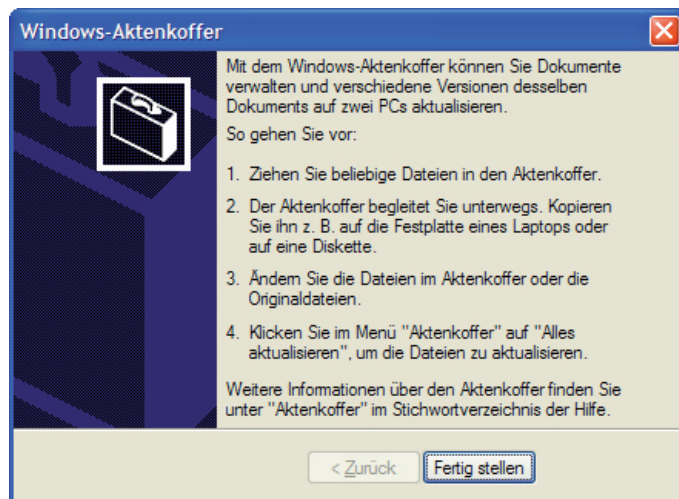 Windows-Aktenkoffer
Mit dem Windows-Aktenkoffer können Sie Dokumente
verwalten und verschiedene Versionen desselben
Dokuments auf zwei PCs aktualisieren.
So gehen Sie vor:
1. Ziehen Sie beliebige Dateien in den Aktenkoffer.
2. Der Aktenkoffer begleitet Sie unterwegs. Kopieren
Sie ihn z. B. auf die Festplatte eines Laptops oder
auf eine Diskette.
3. Ändern Sie die Dateien im Aktenkoffer oder die
Originaldateien.
4. Klicken Sie im Menü "Aktenkoffer" auf "Alles
aktualisieren", um die Dateien zu aktualisieren.
Weitere Informationen über den Aktenkoffer finden Sie
unter "Aktenkoffer" im Stichwortverzeichnis der Hilfe.
< Zurück Fertig stellen